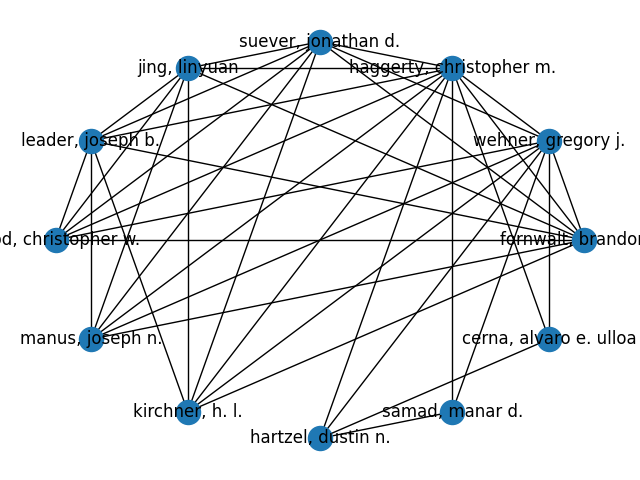 suever, jonathan d.
jing, linyuan
haggerty, christopher m.
leader, joseph b.
wehner, gregory j.
od, christopher w.
fornwalt, brandon
manus, joseph n.
cerna, alvaro e. ulloa
kirchner, h. l.
samad, manar d.
hartzel, dustin n.